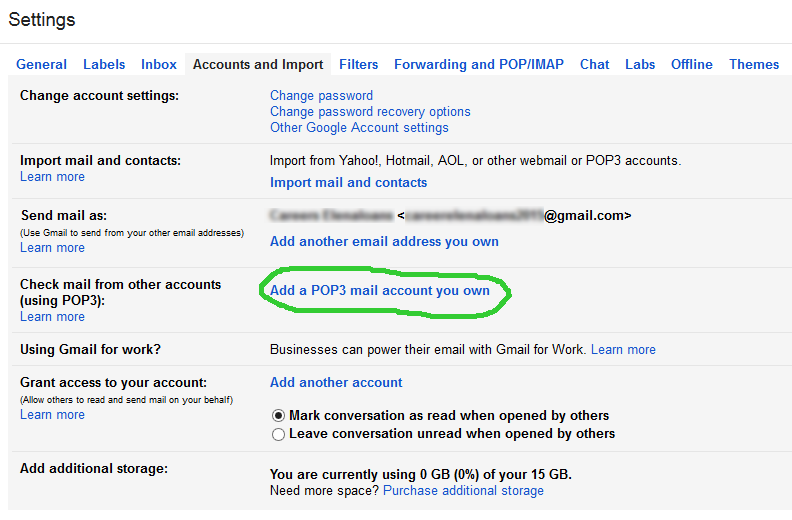 Settings
General Labels Inbox Accounts and Import Filters Forwarding and POP/IMAP Chat Labs Offline Themes
Change account settings:
Change password
Change password recovery options
Other Google Account settings
Import mail and contacts:
Learn more
Import from Yahoo!, Hotmail, AOL, or other webmail or POP3 accounts.
Import mail and contacts
Send mail as:
(Use Gmail to send from your other email addresses)
Learn more
< @gmail.com>
Add another email address you own
Check mail from other accounts
(using POP3):
Learn more
Add a POP3 mail account you own
Using Gmail for work?
Businesses can power their email with Gmail for Work. Learn more
Grant access to your account:
(Allow others to read and send mail on your behalf)
Learn more
Add another account
Mark conversation as read when opened by others
Leave conversation unread when opened by others
Add additional storage:
You are currently using 0 GB (0%) of your 15 GB.
Need more space? Purchase additional storage